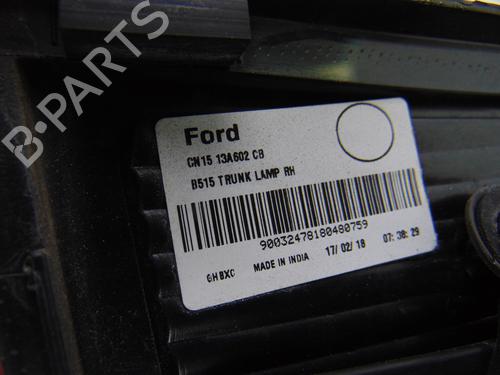 B-PARTS
Ford
CN15 13A602 CB
B515 TRUNK LAMP RH
90032478180480759
GHBXC MADE IN INDIA 17/02/18 07:38:29